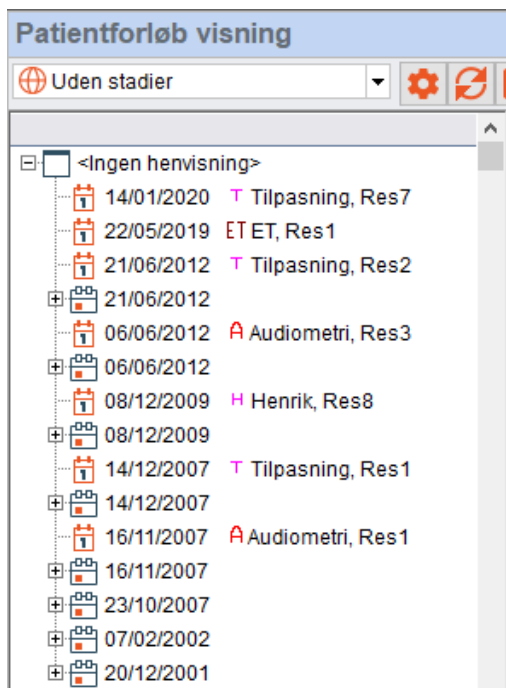 Patientforløb visning
Uden stadier
<Ingen henvisning>
14/01/2020 T Tilpasning, Res7
22/05/2019 ET ET, Res1
21/06/2012 T Tilpasning, Res2
21/06/2012
06/06/2012 A Audiometri, Res3
06/06/2012
08/12/2009 H Henrik, Res8
08/12/2009
14/12/2007 T Tilpasning, Res1
14/12/2007
16/11/2007 A Audiometri, Res1
16/11/2007
23/10/2007
07/02/2002
20/12/2001